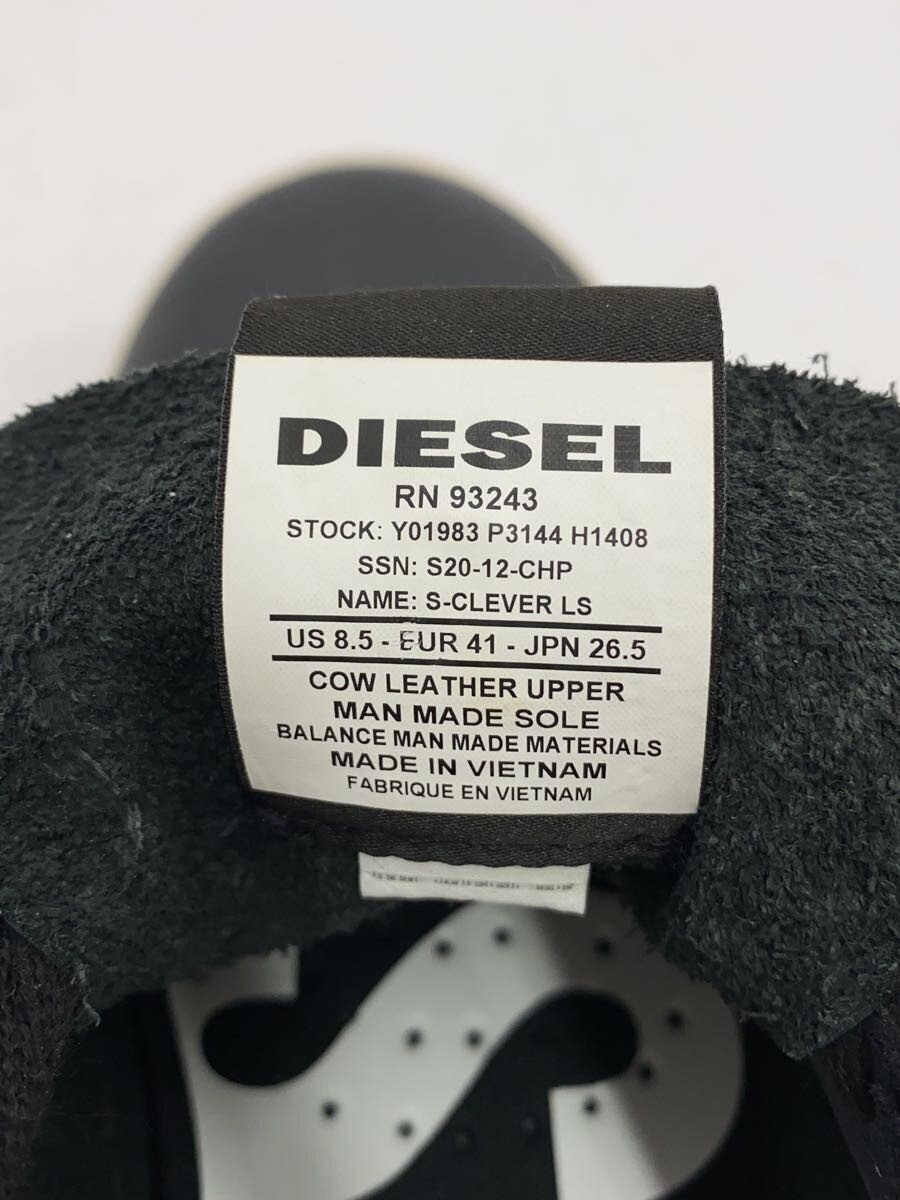 DIESEL
RN 93243
STOCK: Y01983 P3144 H1408
SSN: S20-12-CHP
NAME: S-CLEVER LS
US 8.5 - EUR 41 - JPN 26.5
COW LEATHER UPPER
MAN MADE SOLE
BALANCE MAN MADE MATERIALS
MADE IN VIETNAM
FABRIQUE EN VIETNAM